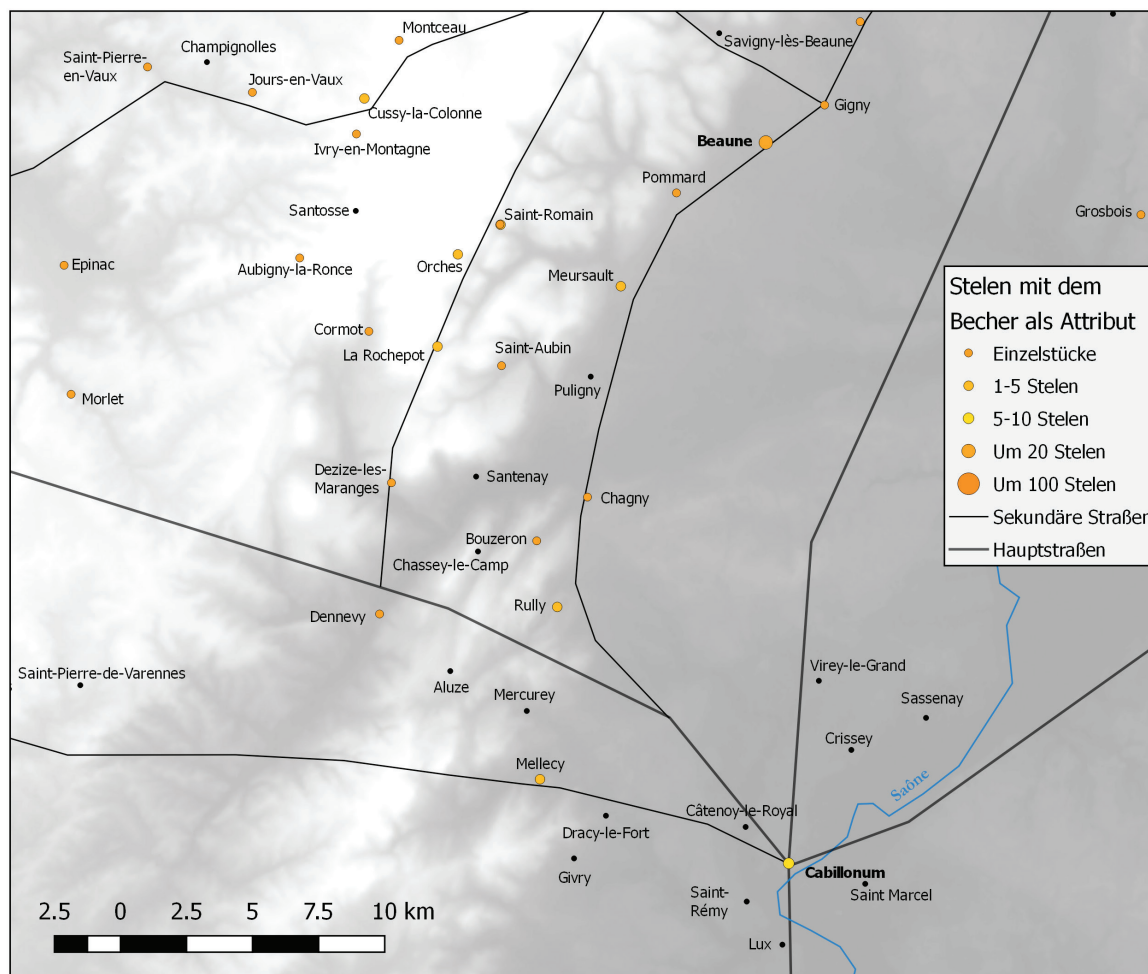 Montceau
Savigny-lès-Beaune
Champignolles
Saint-Pierre-
en-Vaux
Jours-en-Vaux
Cussy-la-Colonne
Gigny
Ivry-en-Montagne
Beaune
Pommard
Santosse
Saint-Romain
Grosbois
Epinac
Aubigny-la-Ronce
Orches
Meursault
Stelen mit dem
Becher als Attribut
Einzelstücke
1-5 Stelen
5-10 Stelen
Um 20 Stelen
Um 100 Stelen
Sekundäre Straßen
Hauptstraßen
Cormot
La Rochepot
Saint-Aubin
Puligny
Morlet
Dezize-les-
Maranges
Santenay
Chagny
Bouzeron
Chassey-le-Camp
Rully
Dennevy
Saint-Pierre-de-Varennes
Aluze
Mercurey
Virey-le-Grand
Sassenay
Crissey
Mellecy
Saône
Câtenoy-le-Royal
Dracy-le-Fort
Givry
Cabillonum
Saint Marcel
Saint-
Rémy
Lux
2.5 0 2.5 5 7.5 10 km